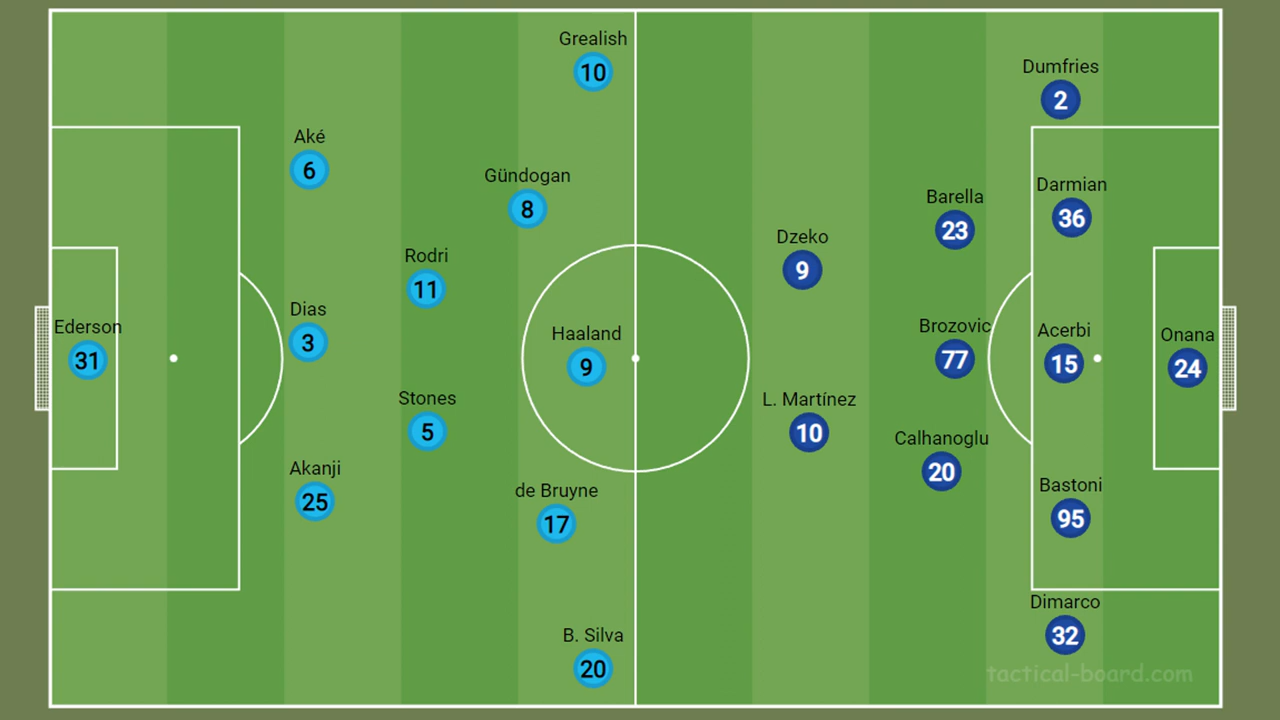 Grealish
10
Aké
6
Gündogan
8
Rodri
11
Dias
3
Ederson
31
Haaland
9
Stones
5
Akanji
25
de Bruyne
17
B. Silva
20
Dumfries
2
Darmian
36
Barella
23
Dzeko
9
Brozovic
77
Acerbi
15
Onana
24
L. Martínez
10
Calhanoglu
20
Bastoni
95
Dimarco
32
tactical-board.com